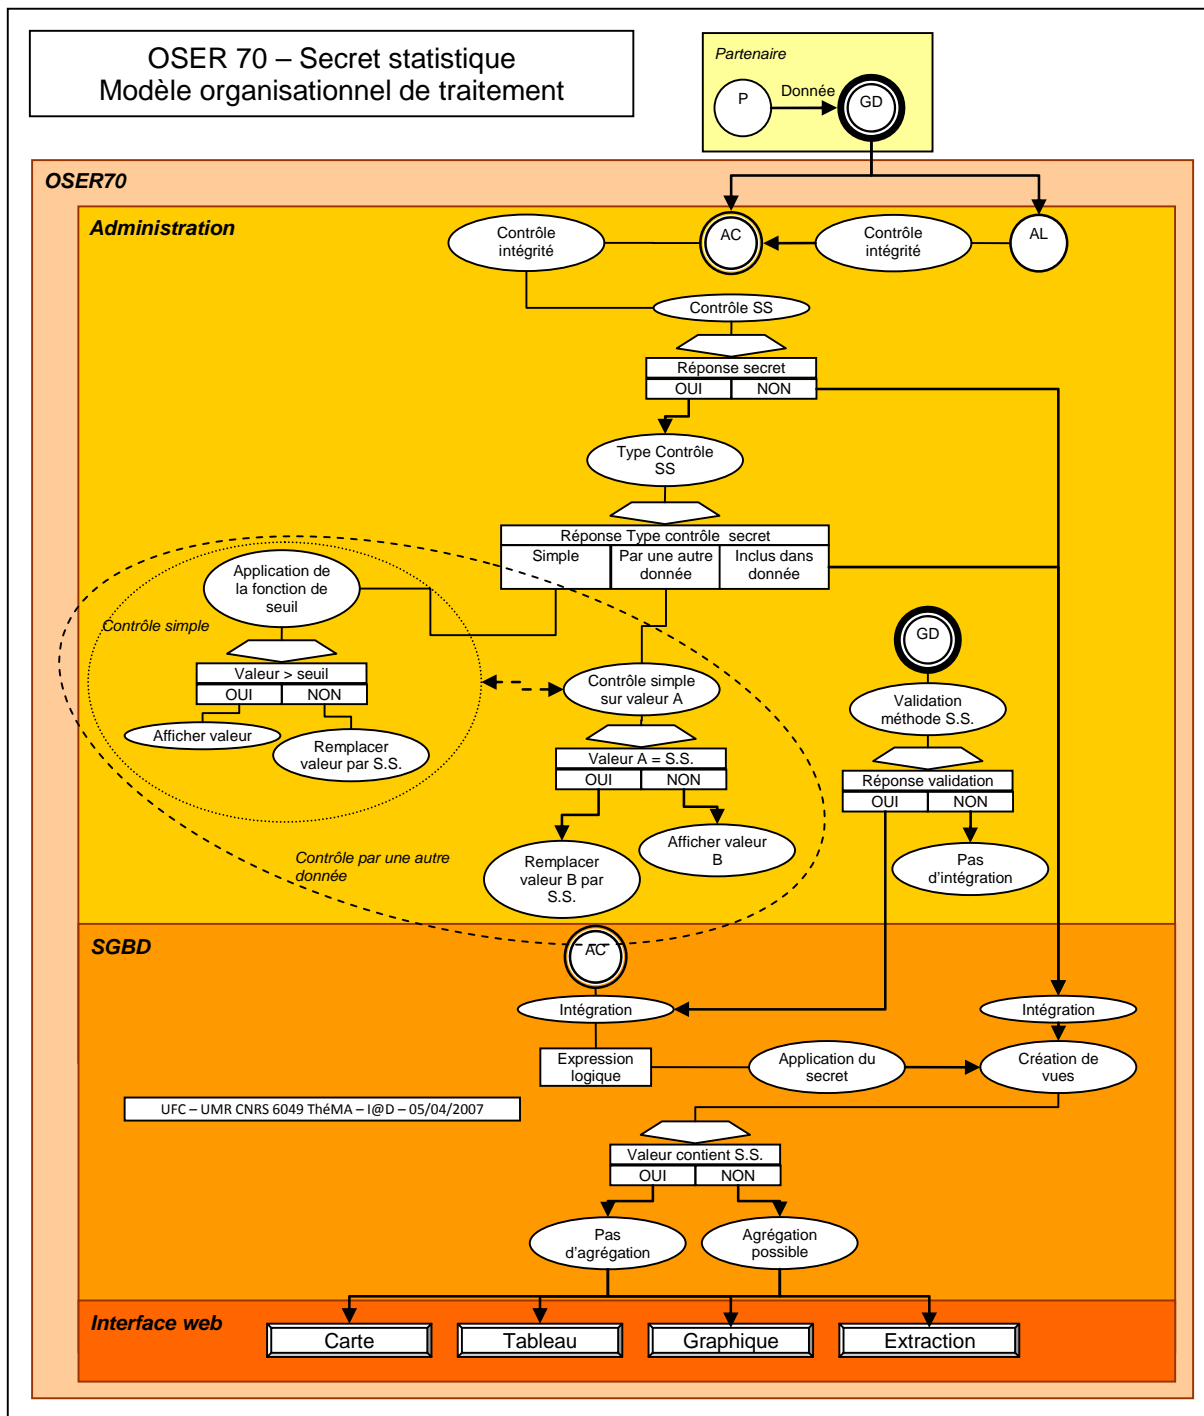 OSER 70 – Secret statistique
Modèle organisationnel de traitement
Partenaire
P
Donnée
GD
OSER70
Administration
Contrôle
intégrité
AC
Contrôle
intégrité
AL
Contrôle SS
Réponse secret
OUI
NON
Type Contrôle
SS
Réponse Type contrôle secret
Simple
Par une autre
donnée
Inclus dans
donnée
Application de
la fonction de
seuil
Contrôle simple
Valeur > seuil
OUI
NON
Afficher valeur
Remplacer
valeur par S.S.
Contrôle simple
sur valeur A
Valeur A = S.S.
OUI
NON
Remplacer
valeur B par
S.S.
Afficher valeur
B
Contrôle par une autre
donnée
GD
Validation
méthode S.S.
Réponse validation
OUI
NON
Pas
d'intégration
SGBD
AC
Intégration
Intégration
Expression
logique
Application du
secret
Création de
vues
UFC – UMR CNRS 6049 ThéMA – I@D – 05/04/2007
Valeur contient S.S.
OUI
NON
Pas
d'agrégation
Agrégation
possible
Interface web
Carte
Tableau
Graphique
Extraction